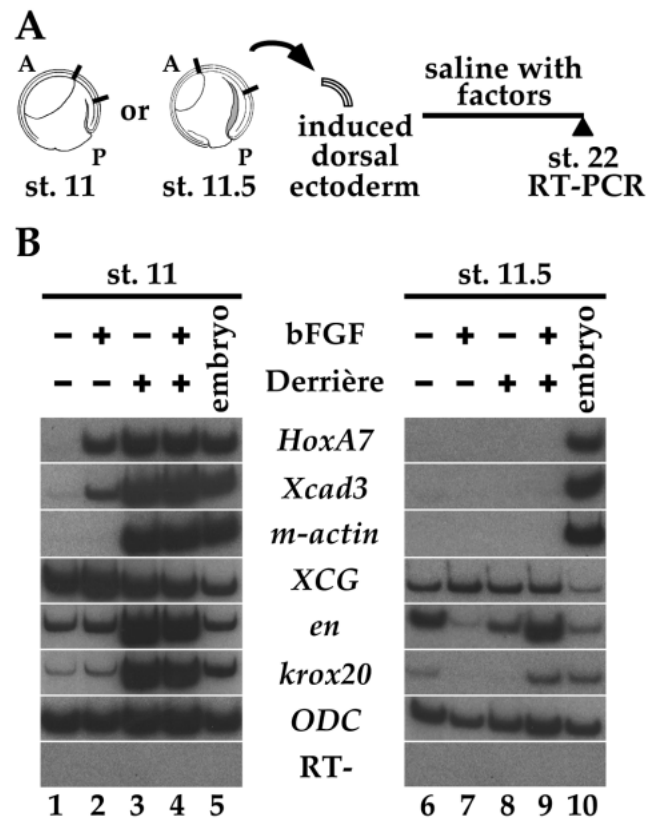 A
A
P
st. 11
or
A
P
st. 11.5
induced
dorsal
ectoderm
saline with
factors
st. 22
RT-PCR
B
st. 11
st. 11.5
− + − + embryo bFGF − + − + embryo
− − + + Derrière − − + +
HoxA7
Xcad3
m-actin
XCG
en
krox20
ODC
RT-
1 2 3 4 5 6 7 8 9 10